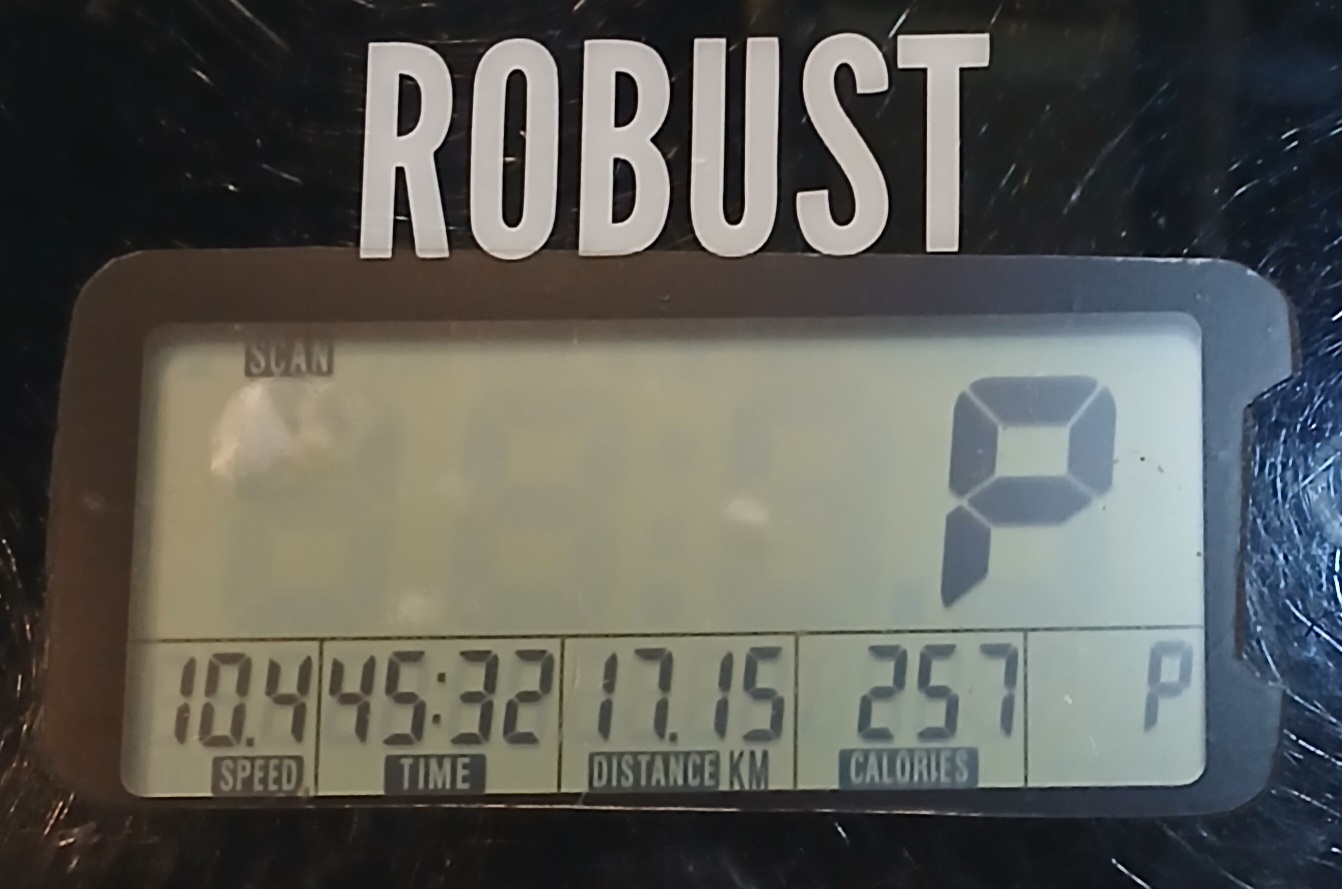 ROBUST
SCAN
P
10.4 45:32 17.15 257 P
SPEED TIME DISTANCE KM CALORIES